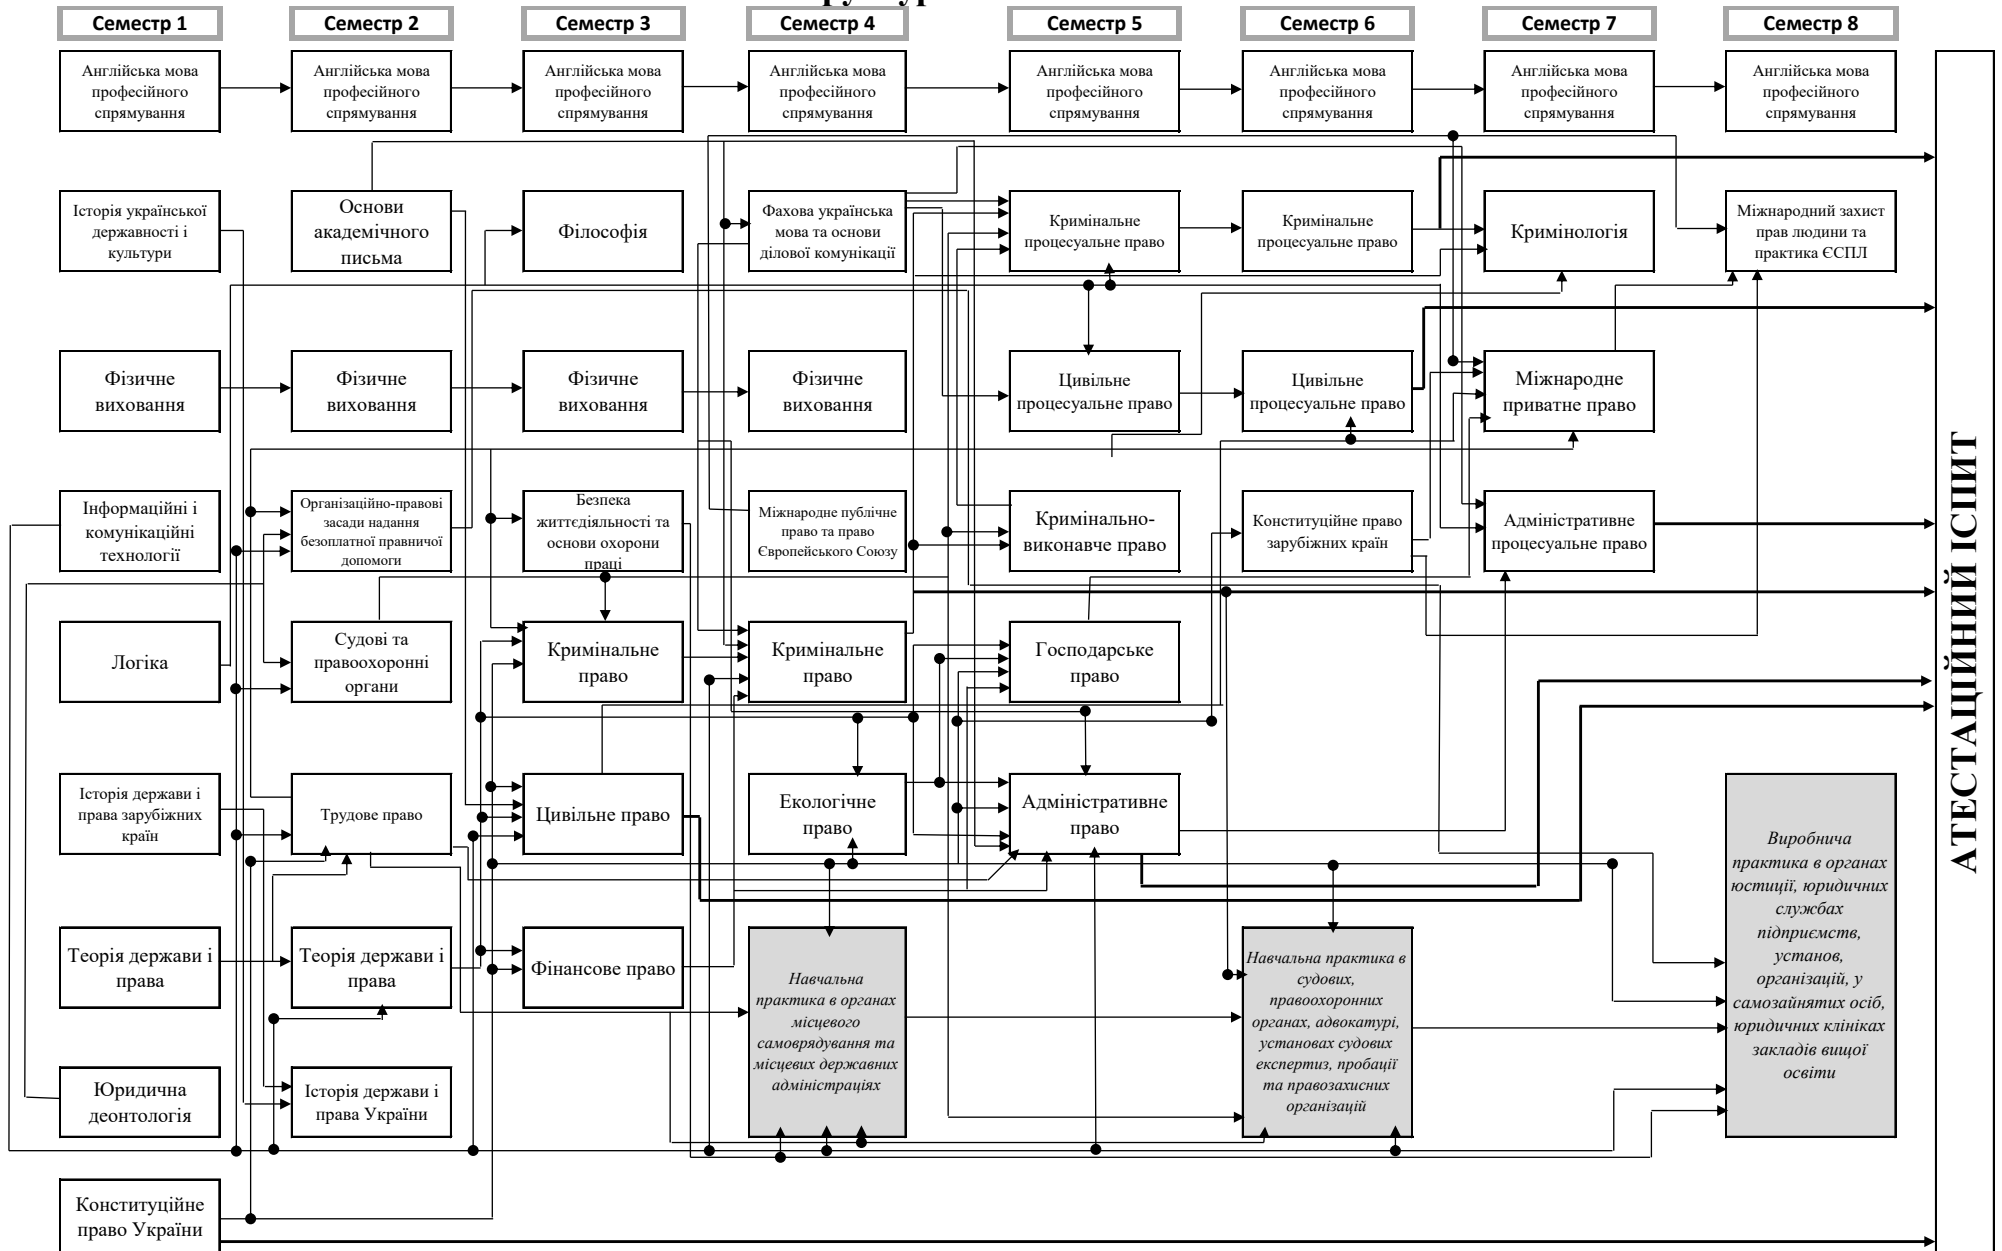 Семестр 1
Семестр 2
Семестр 3
Семестр 4
Семестр 5
Семестр 6
Семестр 7
Семестр 8
Англійська мова
професійного
спрямування
Англійська мова
професійного
спрямування
Англійська мова
професійного
спрямування
Англійська мова
професійного
спрямування
Англійська мова
професійного
спрямування
Англійська мова
професійного
спрямування
Англійська мова
професійного
спрямування
Англійська мова
професійного
спрямування
Історія української
державності і
культури
Основи
академічного
письма
Філософія
Фахова українська
мова та основи
ділової комунікації
Кримінальне
процесуальне право
Кримінальне
процесуальне право
Кримінологія
Міжнародний захист
прав людини та
практика ЄСПЛ
Фізичне
виховання
Фізичне
виховання
Фізичне
виховання
Фізичне
виховання
Цивільне
процесуальне право
Цивільне
процесуальне право
Міжнародне
приватне право
Інформаційні і
комунікаційні
технології
Організаційно-правові
засади надання
безоплатної правничої
допомоги
Безпека
життєдіяльності та
основи охорони
праці
Міжнародне публічне
право та право
Європейського Союзу
Кримінально-
виконавче право
Конституційне право
зарубіжних країн
Адміністративне
процесуальне право
Логіка
Судові та
правоохоронні
органи
Кримінальне
право
Кримінальне
право
Господарське
право
Історія держави і
права зарубіжних
країн
Трудове право
Цивільне право
Екологічне
право
Адміністративне
право
Виробнича
практика в органах
юстиції, юридичних
службах
підприємств,
установ,
організацій, у
самозайнятих осіб,
юридичних клініках
закладів вищої
освіти
Теорія держави і
права
Теорія держави і
права
Фінансове право
Навчальна
практика в органах
місцевого
самоврядування та
місцевих державних
адміністраціях
Навчальна практика в
судових,
правоохоронних
органах, адвокатурі,
установах судових
експертиз, пробації
та правозахисних
організацій
Юридична
деонтологія
Історія держави і
права України
Конституційне
право України
АТЕСТАЦІЙНИЙ ІСПИТ